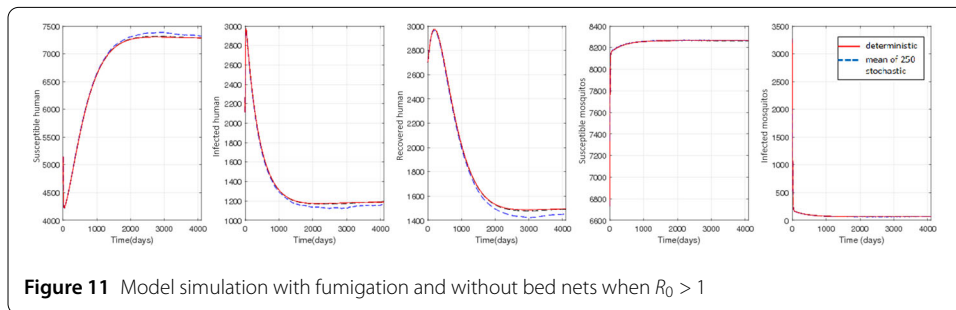 7500
7000
6500
6000
5500
5000
4500
4000
0 1000 2000 3000 4000
Time(days)
Susceptible human
3000
2800
2600
2400
2200
2000
1800
1600
1400
1200
1000
0 1000 2000 3000 4000
Time(days)
Infected human
3000
2800
2600
2400
2200
2000
1800
1600
1400
0 1000 2000 3000 4000
Time(days)
Recovered human
8400
8200
8000
7800
7600
7400
7200
7000
6800
6600
0 1000 2000 3000 4000
Time(days)
Susceptible mosquitos
3500
3000
2500
2000
1500
1000
500
0
0 1000 2000 3000 4000
Time (days)
Infected mosquitos
deterministic
mean of 250
stochastic
Figure 11 Model simulation with fumigation and without bed nets when R₀ > 1